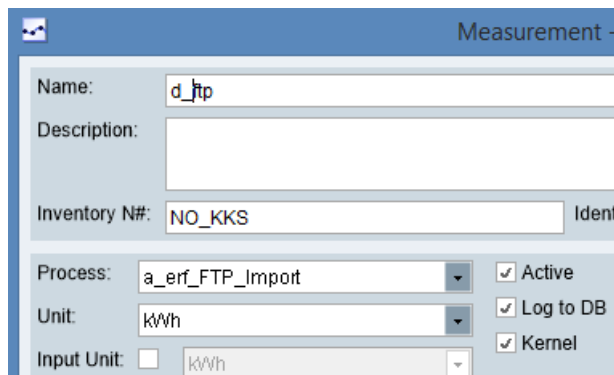 Measurement -
Name: d_ftp
Description:
Inventory N#: NO_KKS Ident
Process: a_erf_FTP_Import Active
Unit: kWh Log to DB
Kernel
Input Unit: kWh